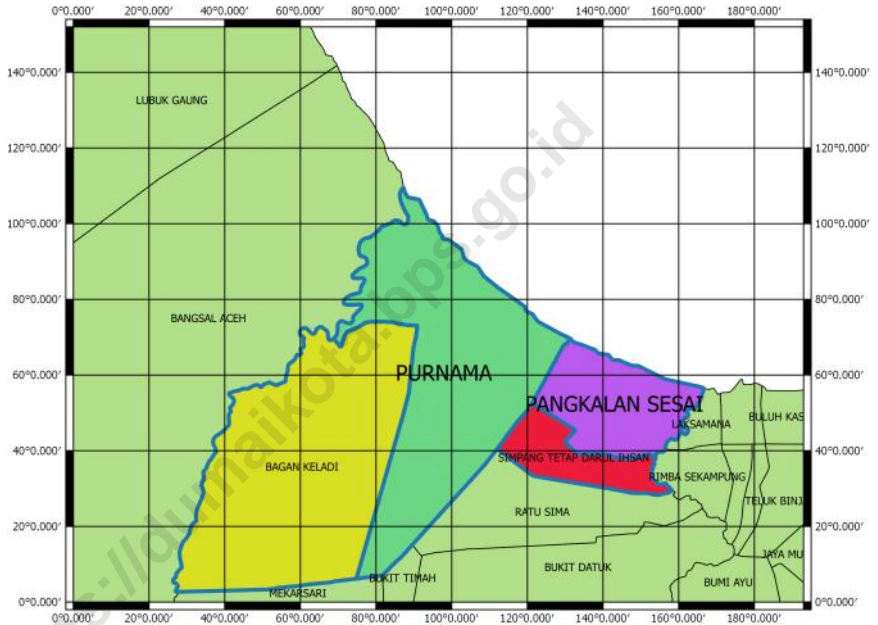 0°0.000′ 20°0.000′ 40°0.000′ 60°0.000′ 80°0.000′ 100°0.000′ 120°0.000′ 140°0.000′ 160°0.000′ 180°0.000′
140°0.000′ 140°0.000′
LUBUK GAUNG
120°0.000′ 120°0.000′
100°0.000′ 100°0.000′
80°0.000′ 80°0.000′
BANGSAL ACEH
60°0.000′ PURNAMA 60°0.000′
PANGKALAN SESAI
LAKSAMANA BULUH KAS
40°0.000′ 40°0.000′
SIMPANG TETAP DARUL IHSAN
BAGAN KELADI RIMBA SEKAMPUNG
TELUK BINJ
RATU SIMA
20°0.000′ 20°0.000′
JAYA MU
BUKIT TIMAH BUKIT DATUK
BUMI AYU
MEKARSARI
0°0.000′ 0°0.000′
0°0.000′ 20°0.000′ 40°0.000′ 60°0.000′ 80°0.000′ 100°0.000′ 120°0.000′ 140°0.000′ 160°0.000′ 180°0.000′
s://dumaikota.bps.go.id